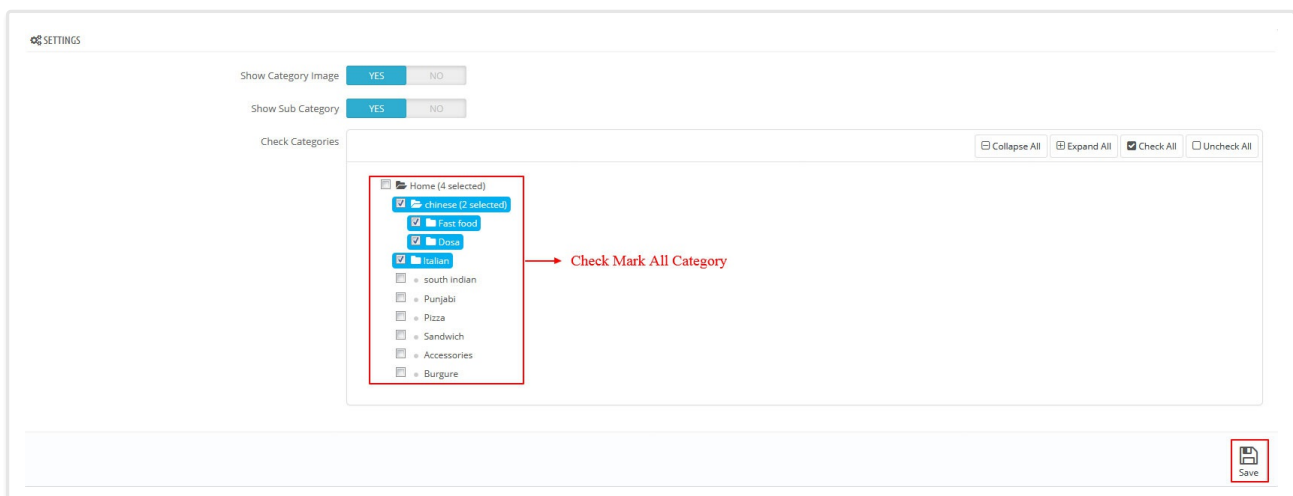 SETTINGS
Show Category Image YES NO
Show Sub Category YES NO
Check Categories
Collapse All Expand All Check All Uncheck All
Home (4 selected)
chinese (2 selected)
Fast food
Dosa
Italian
Check Mark All Category
south indian
Punjabi
Pizza
Sandwich
Accessories
Burgure
Save